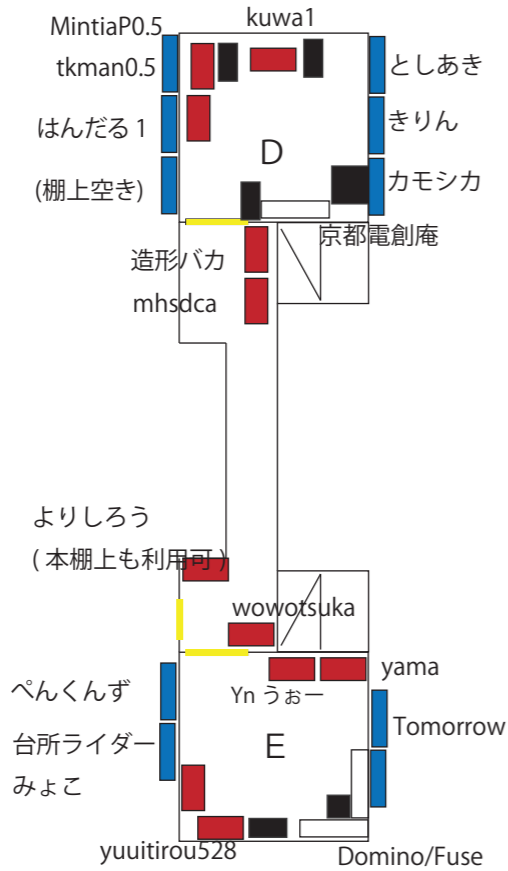 kuwa1
MintiaP0.5
tkman0.5
としあき
はんだる 1
きりん
D
(棚上空き)
カモシカ
京都電創庵
造形バカ
mhsdca
よりしろう
( 本棚上も利用可 )
wowotsuka
ぺんくんず
Yn うぉー
yama
台所ライダー
E
Tomorrow
みょこ
yuuitirou528
Domino/Fuse